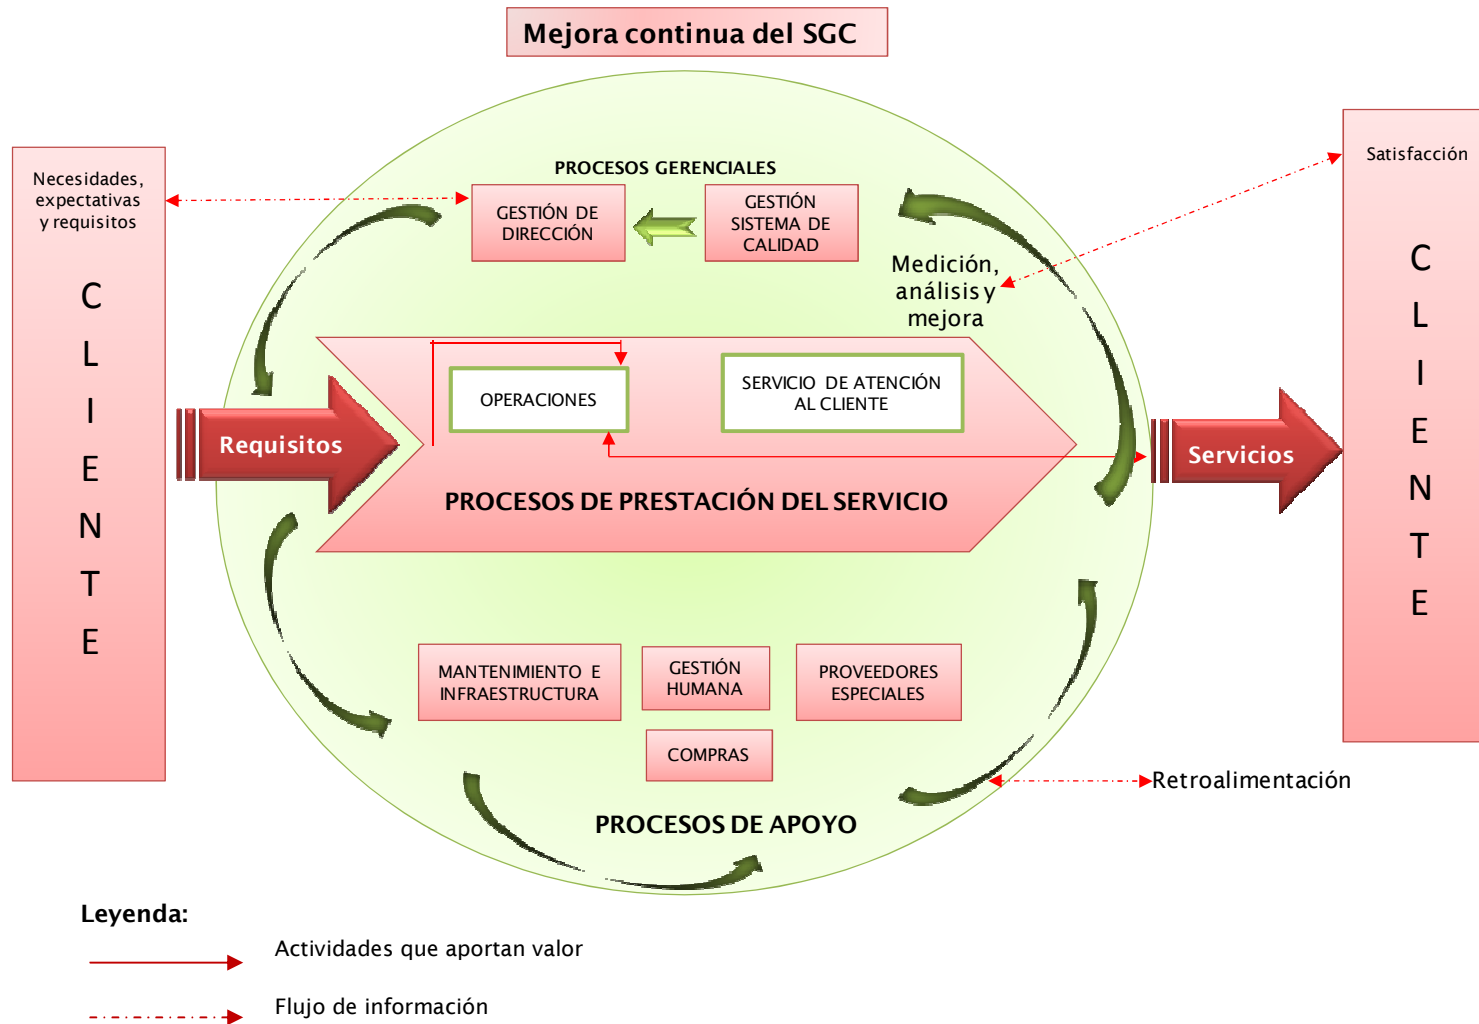 Mejora continua del SGC
Necesidades,
expectativas
y requisitos
C
L
I
E
N
T
E
PROCESOS GERENCIALES
GESTIÓN DE
DIRECCIÓN
GESTIÓN
SISTEMA DE
CALIDAD
Medición,
análisis y
mejora
Satisfacción
C
L
I
E
N
T
E
Requisitos
OPERACIONES
SERVICIO DE ATENCIÓN
AL CLIENTE
PROCESOS DE PRESTACIÓN DEL SERVICIO
Servicios
MANTENIMIENTO E
INFRAESTRUCTURA
GESTIÓN
HUMANA
PROVEEDORES
ESPECIALES
COMPRAS
Retroalimentación
PROCESOS DE APOYO
Leyenda:
Actividades que aportan valor
Flujo de información